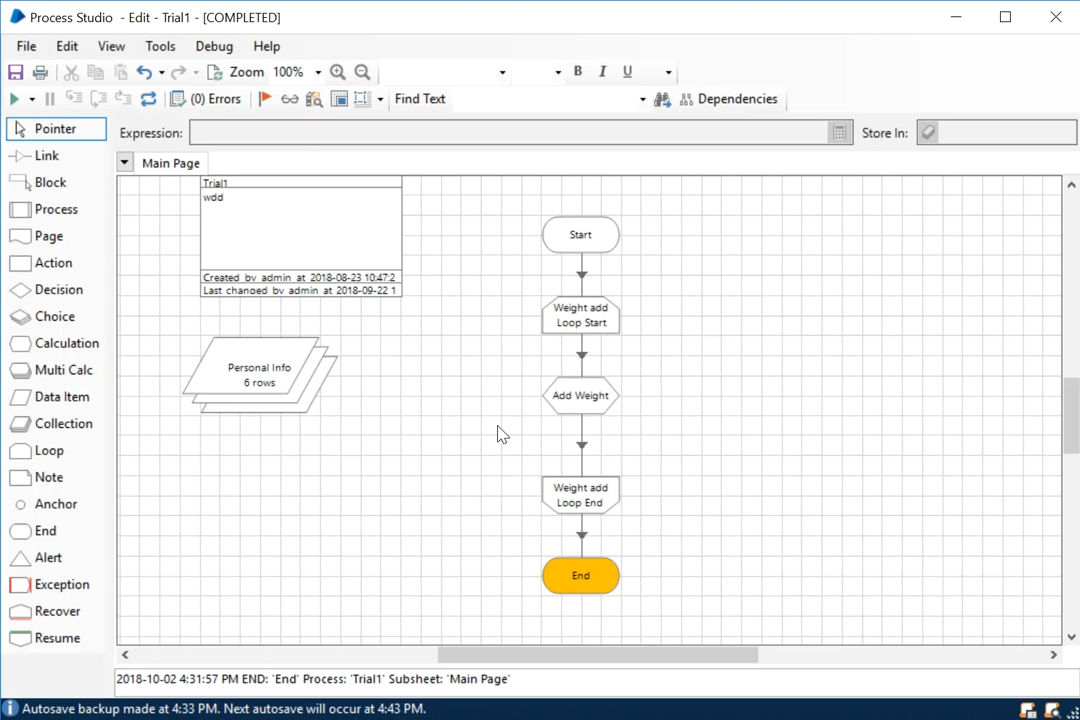 Process Studio - Edit - Trial1 - [COMPLETED]
File Edit View Tools Debug Help
Zoom 100% B I U
(0) Errors Find Text Dependencies
Pointer
Expression: Store In:
Link
Main Page
Block
Process
Page
Action
Decision
Choice
Calculation
Multi Calc
Data Item
Collection
Loop
Note
Anchor
End
Alert
Exception
Recover
Resume
Trial1
wdd
Created by admin at 2018-08-23 10:47:2
Last changed by admin at 2018-09-22 1
Personal Info
6 rows
Start
Weight add
Loop Start
Add Weight
Weight add
Loop End
End
2018-10-02 4:31:57 PM END: 'End' Process: 'Trial1' Subsheet: 'Main Page'
Autosave backup made at 4:33 PM. Next autosave will occur at 4:43 PM.